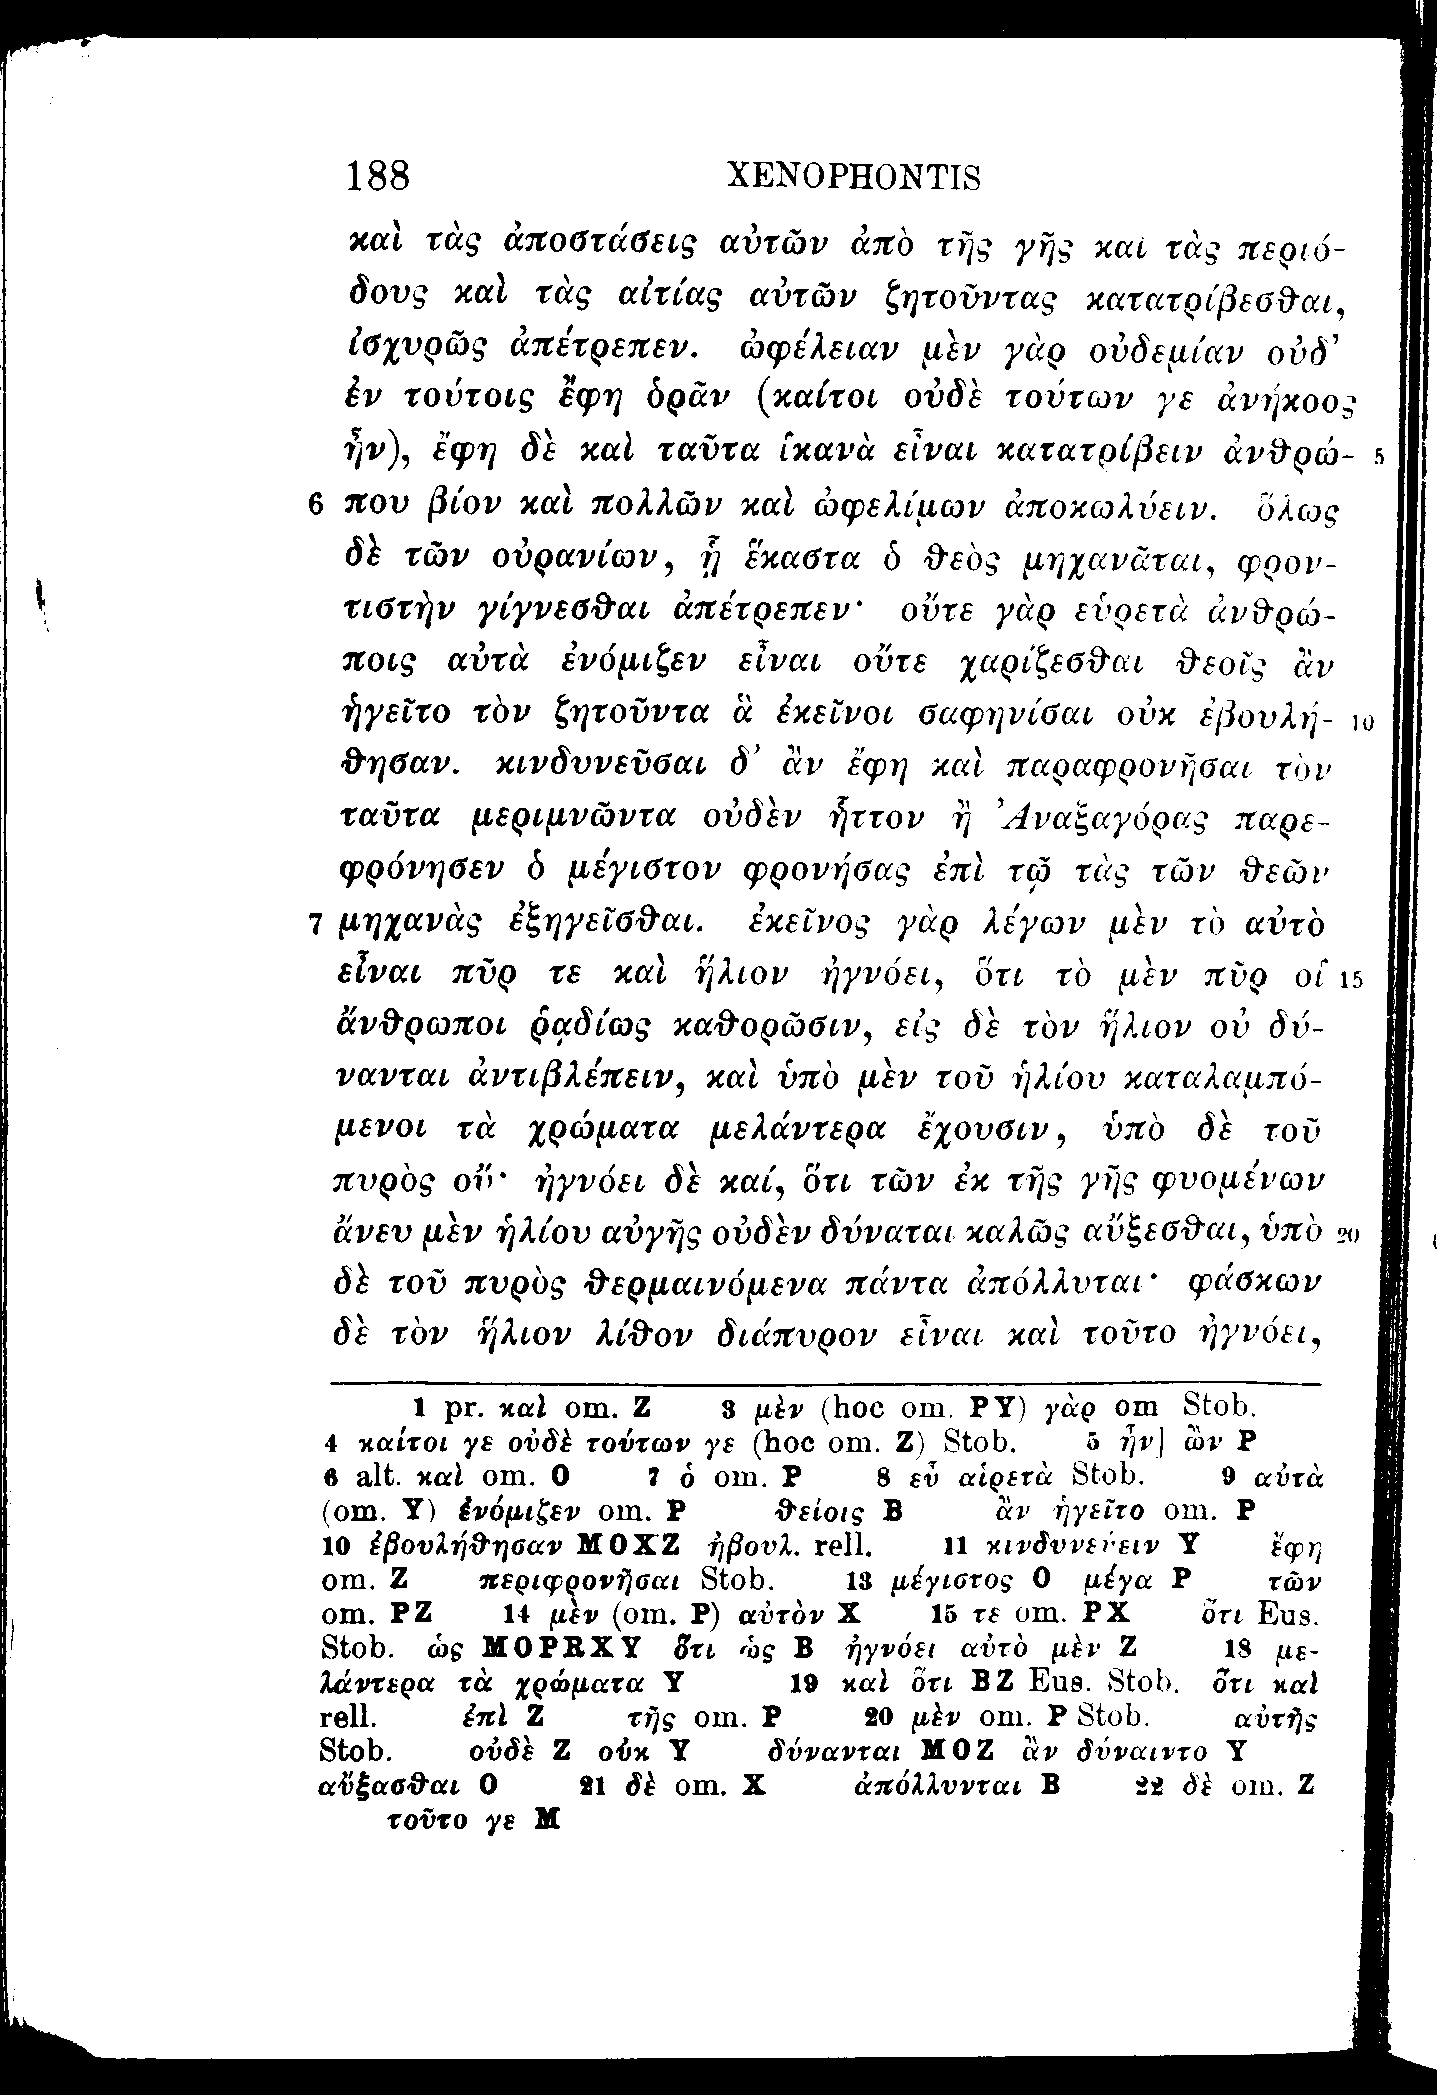 188 XENOPHONTIS
καὶ τὰς ἀποστάσεις αὐτῶν ἀπὸ τῆς γῆς καὶ τὰς περιό-
δους καὶ τὰς αἰτίας αὐτῶν ζητοῦντας κατατρίβεσθαι,
ἰσχυρῶς ἀπέτρεπεν. ὠφέλειαν μὲν γὰρ οὐδεμίαν οὐδ’
ἐν τούτοις ἔφη ὁρᾶν (καίτοι οὐδὲ τούτων γε ἀνήκοος
ἦν), ἔφη δὲ καὶ ταῦτα ἱκανὰ εἶναι κατατρίβειν ἀνθρώ- 5
6 που βίον καὶ πολλῶν καὶ ὠφελίμων ἀποκωλύειν. ὅλως
δὲ τῶν οὐρανίων, ᾗ ἕκαστα ὁ θεὸς μηχανᾶται, φρον-
τιστὴν γίγνεσθαι ἀπέτρεπεν· οὔτε γὰρ εὑρετὰ ἀνθρώ-
ποις αὐτὰ ἐνόμιζεν εἶναι οὔτε χαρίζεσθαι θεοῖς ἂν
ἡγεῖτο τὸν ζητοῦντα ἃ ἐκεῖνοι σαφηνίσαι οὐκ ἐβουλή- 10
θησαν. κινδυνεῦσαι δ’ ἂν ἔφη καὶ παραφρονῆσαι τὸν
ταῦτα μεριμνῶντα οὐδὲν ἧττον ἢ Ἀναξαγόρας παρε-
φρόνησεν ὁ μέγιστον φρονήσας ἐπὶ τῷ τὰς τῶν θεῶν
7 μηχανὰς ἐξηγεῖσθαι. ἐκεῖνος γὰρ λέγων μὲν τὸ αὐτὸ
εἶναι πῦρ τε καὶ ἥλιον ἠγνόει, ὅτι τὸ μὲν πῦρ οἱ 15
ἄνθρωποι ῥᾳδίως καθορῶσιν, εἰς δὲ τὸν ἥλιον οὐ δύ-
νανται ἀντιβλέπειν, καὶ ὑπὸ μὲν τοῦ ἡλίου καταλαμπό-
μενοι τὰ χρώματα μελάντερα ἔχουσιν, ὑπὸ δὲ τοῦ
πυρὸς οὔ· ἠγνόει δὲ καί, ὅτι τῶν ἐκ τῆς γῆς φυομένων
ἄνευ μὲν ἡλίου αὐγῆς οὐδὲν δύναται καλῶς αὔξεσθαι, ὑπὸ 20
δὲ τοῦ πυρὸς θερμαινόμενα πάντα ἀπόλλυται· φάσκων
δὲ τὸν ἥλιον λίθον διάπυρον εἶναι καὶ τοῦτο ἠγνόει,
1 pr. καὶ om. Z 3 μὲν (hoc om. PY) γὰρ om Stob.
4 καίτοι γε οὐδὲ τούτων γε (hoc om. Z) Stob. 5 ἦν] ὢν P
6 alt. καὶ om. O 7 ὁ om. P 8 εὖ αἱρετὰ Stob. 9 αὐτὰ
(om. Y) ἐνόμιζεν om. P θείοις B ἂν ἡγεῖτο om. P
10 ἐβουλήθησαν MOXZ ἠβουλ. rell. 11 κινδυνεύειν Y ἔφη
om. Z περιφρονῆσαι Stob. 13 μέγιστος O μέγα P τῶν
om. PZ 14 μὲν (om. P) αὐτὸν X 15 τε om. PX ὅτι Eus.
Stob. ὡς MOPRXY ὅτι ὡς B ἠγνόει αὐτὸ μὲν Z 18 με-
λάντερα τὰ χρώματα Y 19 καὶ ὅτι BZ Eus. Stob. ὅτι καὶ
rell. ἐπὶ Z τῆς om. P 20 μὲν om. P Stob. αὐτῆς
Stob. οὐδὲ Z οὐκ Y δύνανται MOZ ἂν δύναιντο Y
αὔξασθαι O 21 δὲ om. X ἀπόλλυνται B 22 δὲ om. Z
τοῦτο γε M